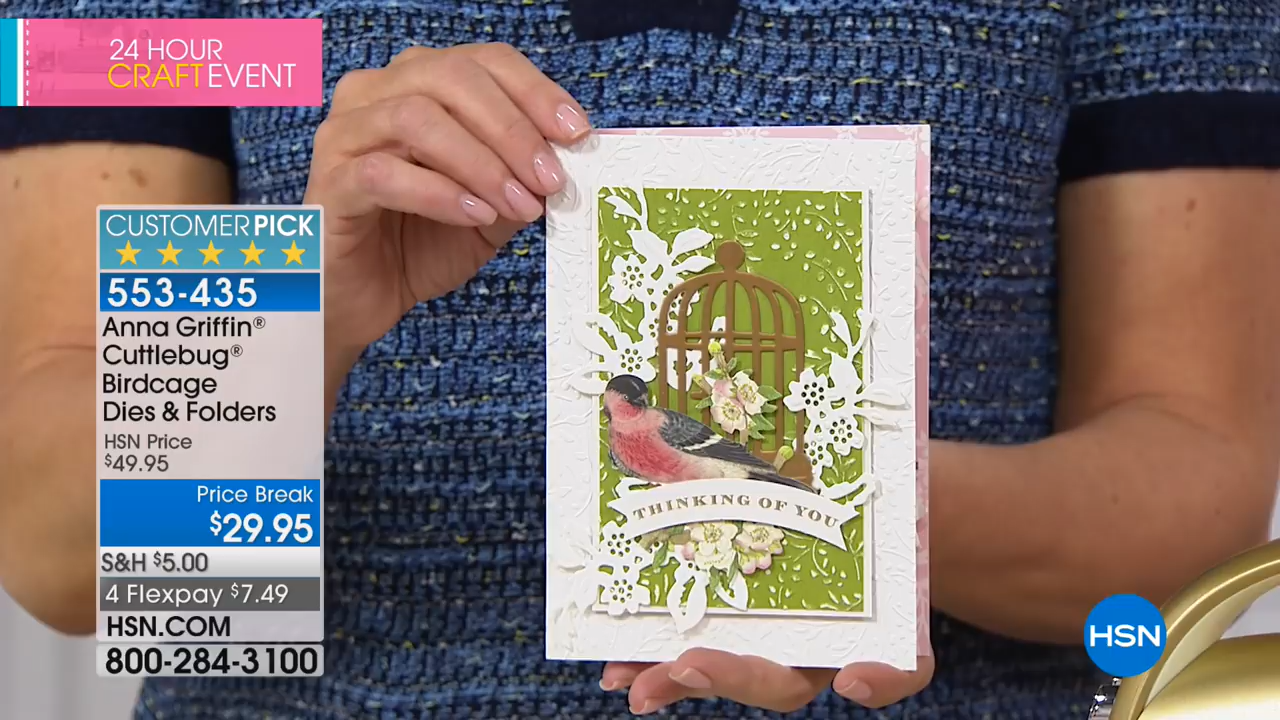 24 HOUR
CRAFT EVENT
CUSTOMER PICK
553-435
Anna Griffin®
Cuttlebug®
Birdcage
Dies & Folders
HSN Price
$49.95
Price Break
$29.95
S&H $5.00
4 Flexpay $7.49
HSN.COM
800-284-3100
THINKING OF YOU
HSN